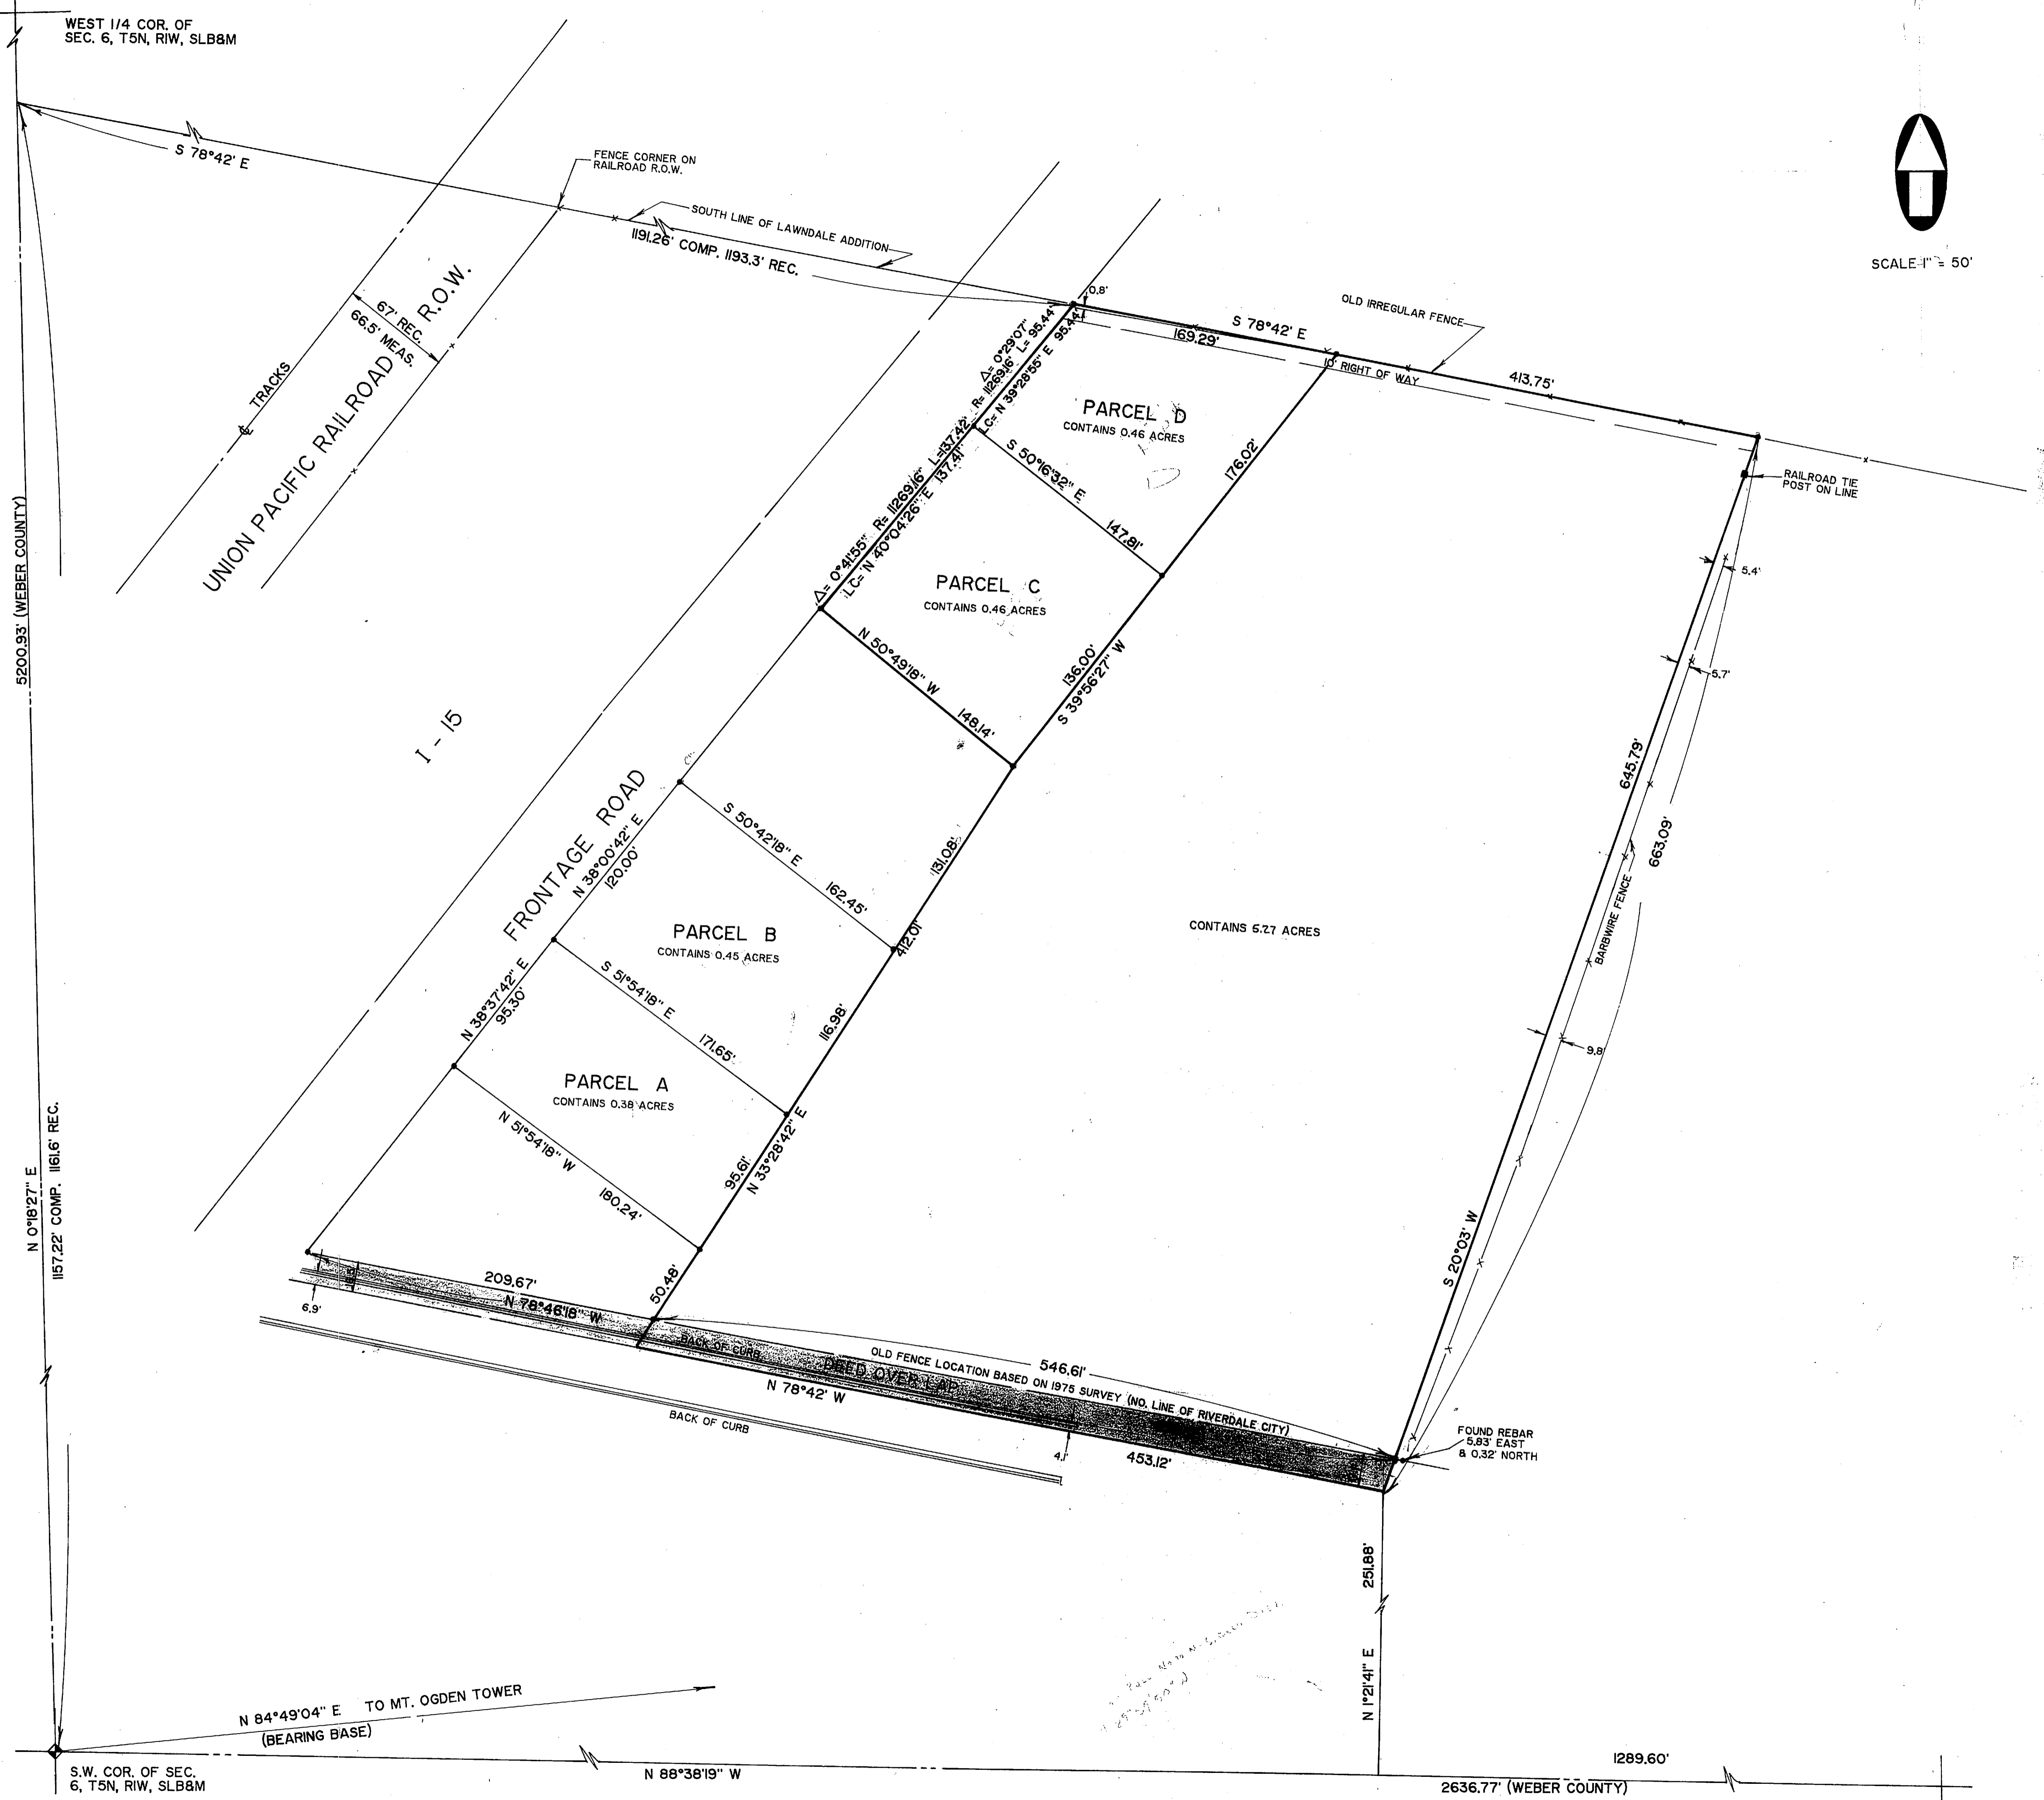 WEST 1/4 COR. OF
SEC. 6, T5N, R1W, SLB&M
S 78°42' E
FENCE CORNER ON
RAILROAD R.O.W.
SOUTH LINE OF LAWNDALE ADDITION
1191.26' COMP. 1193.3' REC.
SCALE 1" = 50'
67' REC.
66.5' MEAS.
TRACKS
UNION PACIFIC RAILROAD R.O.W.
0.8'
S 78°42' E
169.29'
OLD IRREGULAR FENCE
10' RIGHT OF WAY
413.75'
Δ= 0°29'07"
R= 11269.16' L= 95.44'
LC= N 39°28'55" E 95.44'
PARCEL D
CONTAINS 0.46 ACRES
176.02'
S 50°16'32" E
147.81'
RAILROAD TIE
POST ON LINE
5200.93' (WEBER COUNTY)
Δ= 0°41'55" R= 11269.16' L=137.42'
LC= N 40°04'26" E 137.41'
PARCEL C
CONTAINS 0.46 ACRES
5.4'
N 50°49'18" W
148.14'
136.00'
S 39°56'27" W
5.7'
I - 15
645.79'
663.09'
FRONTAGE ROAD
N 38°00'42" E
120.00'
S 50°42'18" E
162.45'
131.08'
412.01'
PARCEL B
CONTAINS 0.45 ACRES
CONTAINS 6.27 ACRES
BARBWIRE FENCE
N 38°37'42" E
95.30'
S 51°54'18" E
171.65'
116.98'
9.8'
PARCEL A
CONTAINS 0.38 ACRES
N 51°54'18" W
180.24'
95.61'
N 33°28'42" E
N 0°18'27" E
1157.22' COMP. 1161.6' REC.
S 20°03' W
50.48'
209.67'
N 78°46'18" W
6.9'
BACK OF CURB
DEED OVER LAP
546.61'
OLD FENCE LOCATION BASED ON 1975 SURVEY (NO. LINE OF RIVERDALE CITY)
N 78°42' W
BACK OF CURB
4.1'
453.12'
FOUND REBAR
5.83' EAST
& 0.32' NORTH
251.88'
N 1°21'41" E
N 84°49'04" E TO MT. OGDEN TOWER
(BEARING BASE)
S.W. COR. OF SEC.
6, T5N, R1W, SLB&M
N 88°38'19" W
1289.60'
2636.77' (WEBER COUNTY)